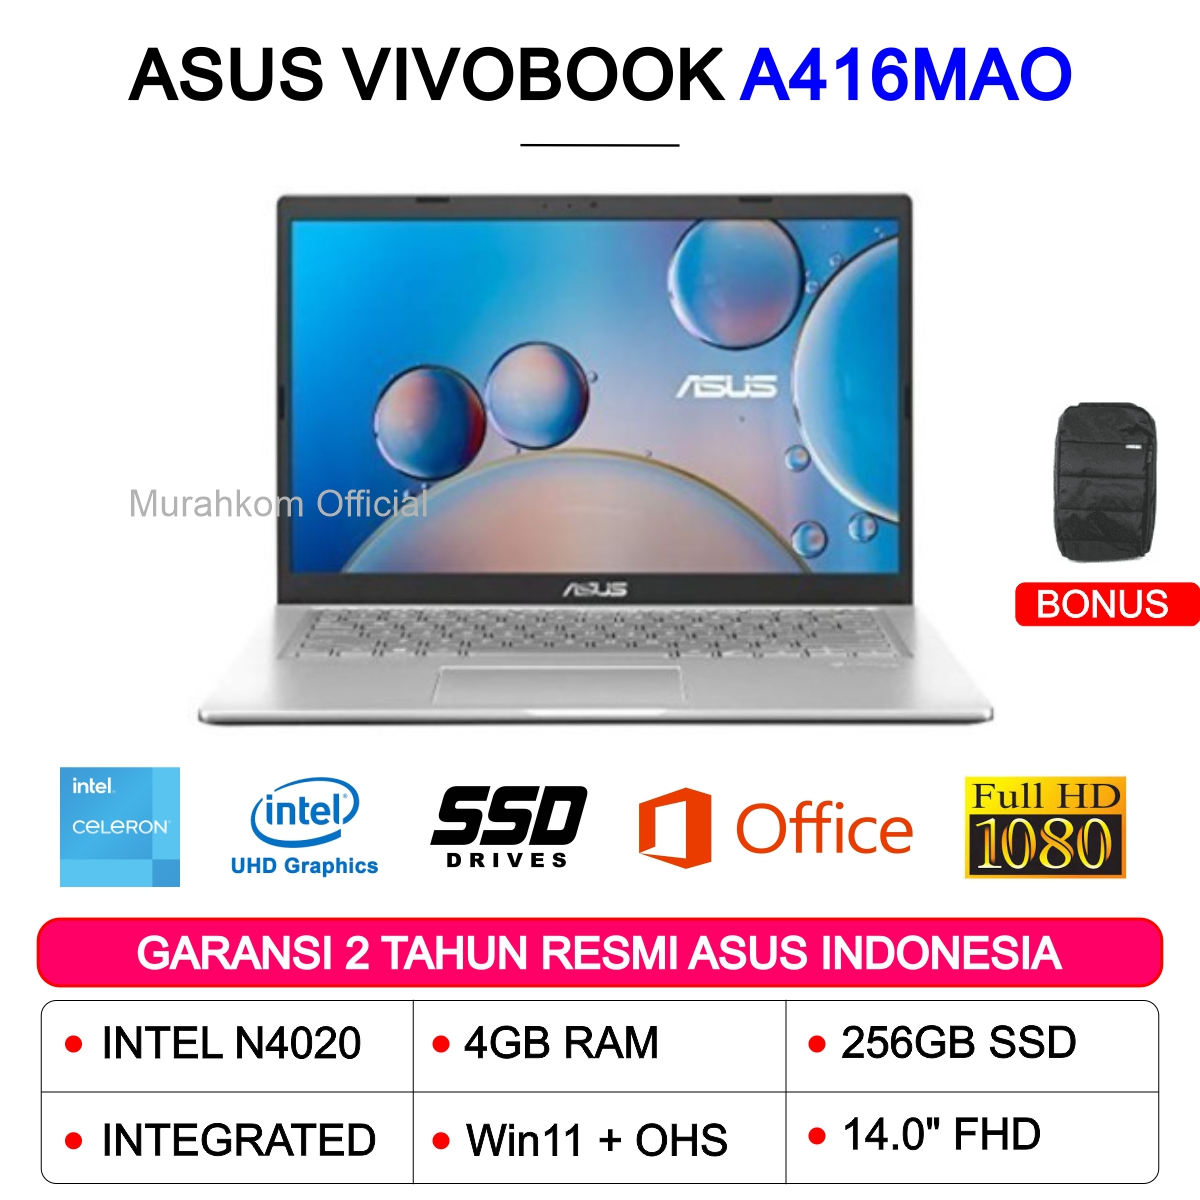 ASUS VIVOBOOK A416MAO
ASUS
Murahkom Official
ASUS
BONUS
intel.
CELERON
intel
UHD Graphics
SSD
DRIVES
Office
Full HD
1080
GARANSI 2 TAHUN RESMI ASUS INDONESIA
INTEL N4020
4GB RAM
256GB SSD
INTEGRATED
Win11 + OHS
14.0" FHD